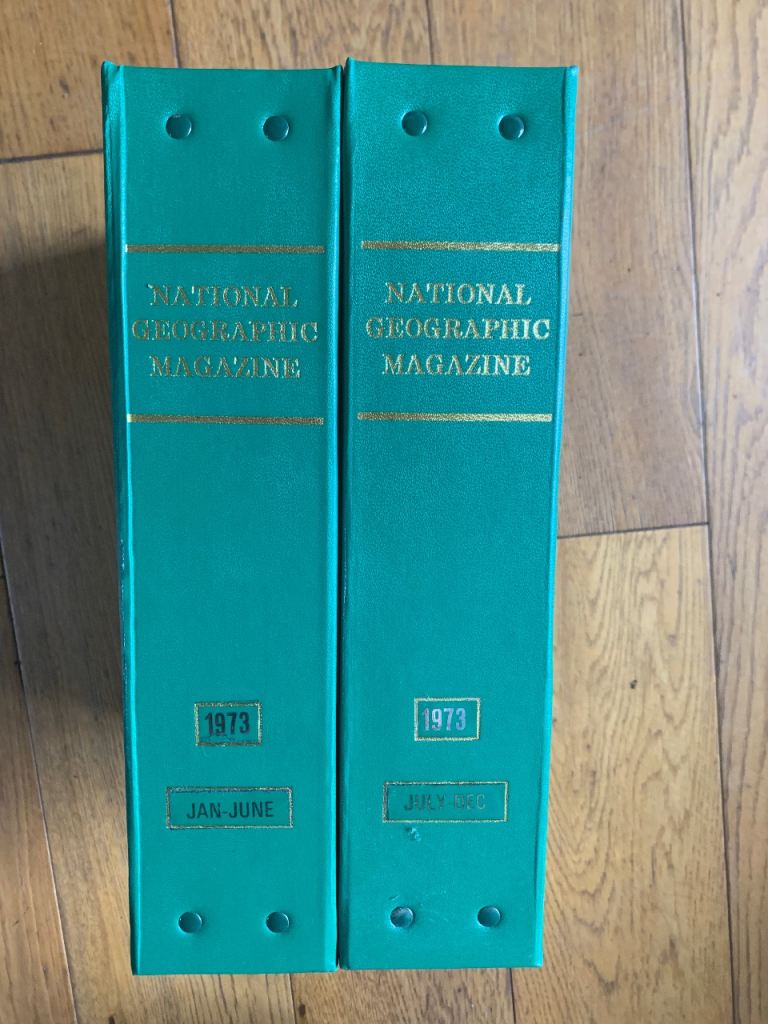 NATIONAL
GEOGRAPHIC
MAGAZINE
1973
JAN-JUNE
NATIONAL
GEOGRAPHIC
MAGAZINE
1973
JULY-DEC